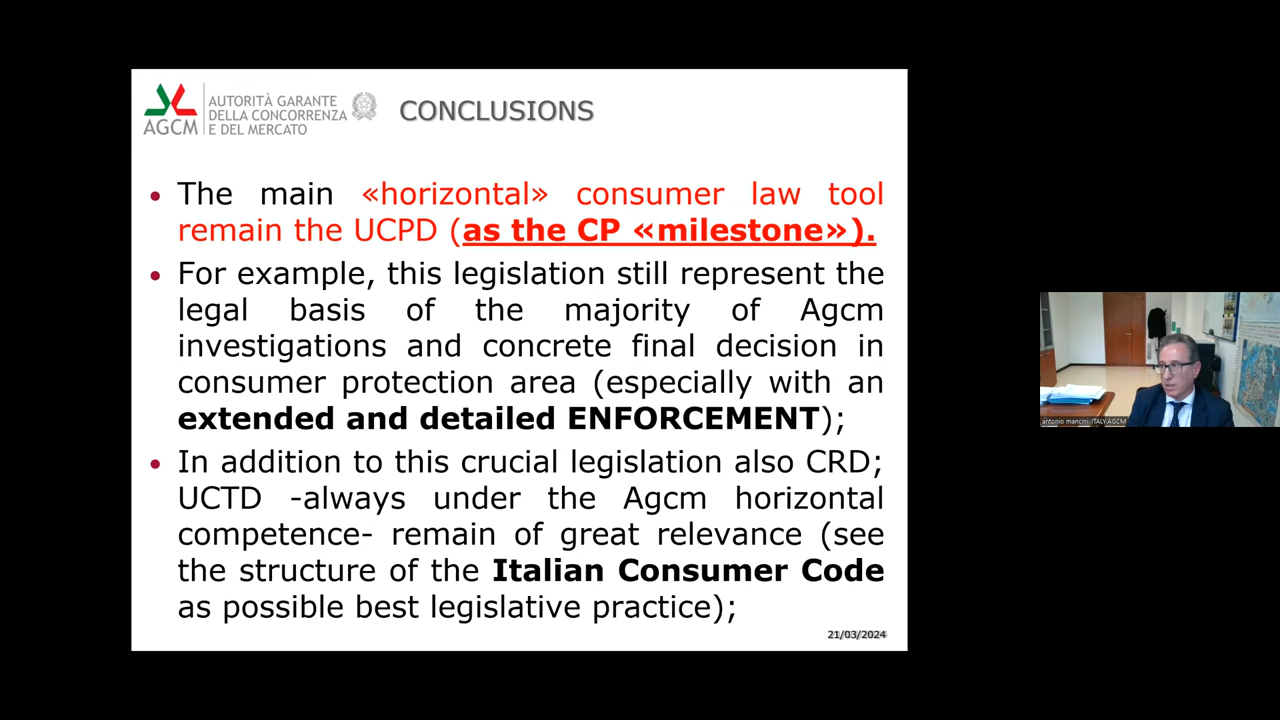 AUTORITÀ GARANTE
DELLA CONCORRENZA
E DEL MERCATO
AGCM
CONCLUSIONS
• The main «horizontal» consumer law tool
remain the UCPD (as the CP «milestone»).
• For example, this legislation still represent the
legal basis of the majority of Agcm
investigations and concrete final decision in
consumer protection area (especially with an
extended and detailed ENFORCEMENT);
• In addition to this crucial legislation also CRD;
UCTD -always under the Agcm horizontal
competence- remain of great relevance (see
the structure of the Italian Consumer Code
as possible best legislative practice);
21/03/2024
antonio mancini ITALY AGCM